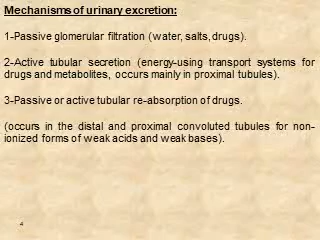 Mechanisms of urinary excretion:
1-Passive glomerular filtration (water, salts, drugs).
2-Active tubular secretion (energy-using transport systems for
drugs and metabolites, occurs mainly in proximal tubules).
3-Passive or active tubular re-absorption of drugs.
(occurs in the distal and proximal convoluted tubules for non-
ionized forms of weak acids and weak bases).
4